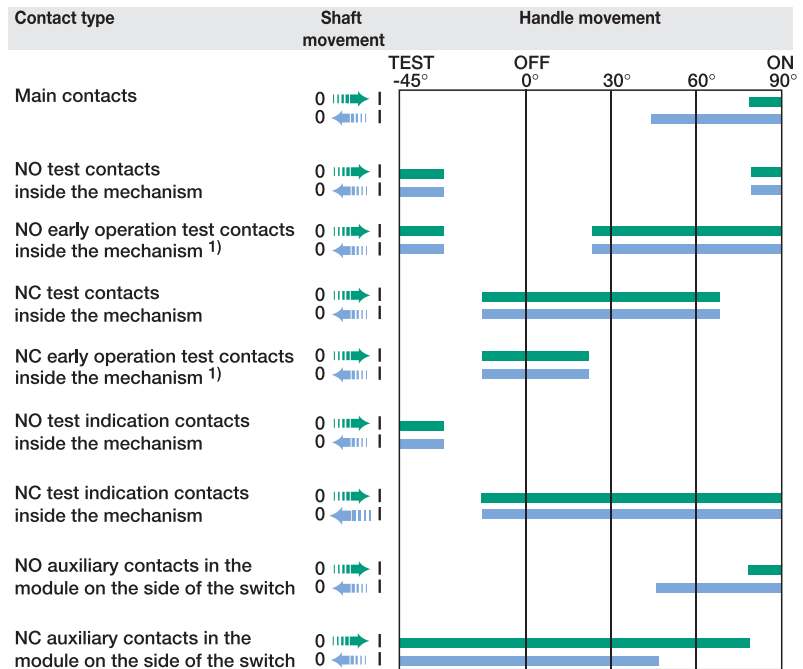 Contact type Shaft Handle movement
movement
TEST OFF ON
-45° 0° 30° 60° 90°
Main contacts 0 I
0 I
NO test contacts 0 I
inside the mechanism 0 I
NO early operation test contacts 0 I
inside the mechanism 1) 0 I
NC test contacts 0 I
inside the mechanism 0 I
NC early operation test contacts 0 I
inside the mechanism 1) 0 I
NO test indication contacts 0 I
inside the mechanism 0 I
NC test indication contacts 0 I
inside the mechanism 0 I
NO auxiliary contacts in the 0 I
module on the side of the switch 0 I
NC auxiliary contacts in the 0 I
module on the side of the switch 0 I